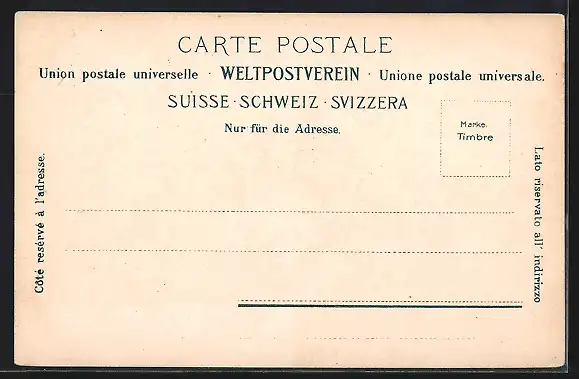 CARTE POSTALE
Union postale universelle · WELTPOSTVEREIN · Unione postale universale.
SUISSE · SCHWEIZ · SVIZZERA
Nur für die Adresse.
Marke.
Timbre
Côté resérvé à l'adresse.
Lato riservato all' indirizzo